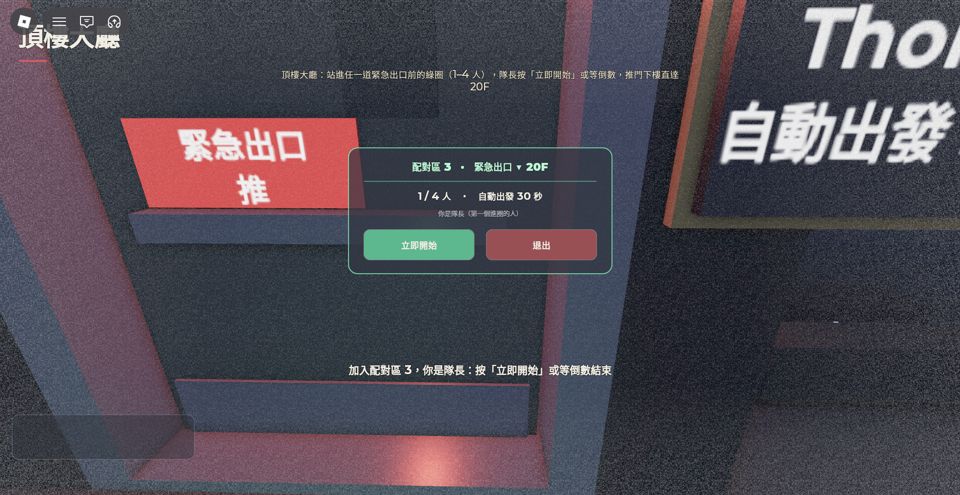 頂樓大廳
頂樓大廳：站進任一道緊急出口前的綠圈（1–4 人），隊長按「立即開始」或等倒數，推門下樓直達
20F
緊急出口
推
Thor
自動出發
配對區 3 • 緊急出口 ▼ 20F
1 / 4 人 • 自動出發 30 秒
你是隊長（第一個進圈的人）
立即開始
退出
加入配對區 3，你是隊長：按「立即開始」或等倒數結束